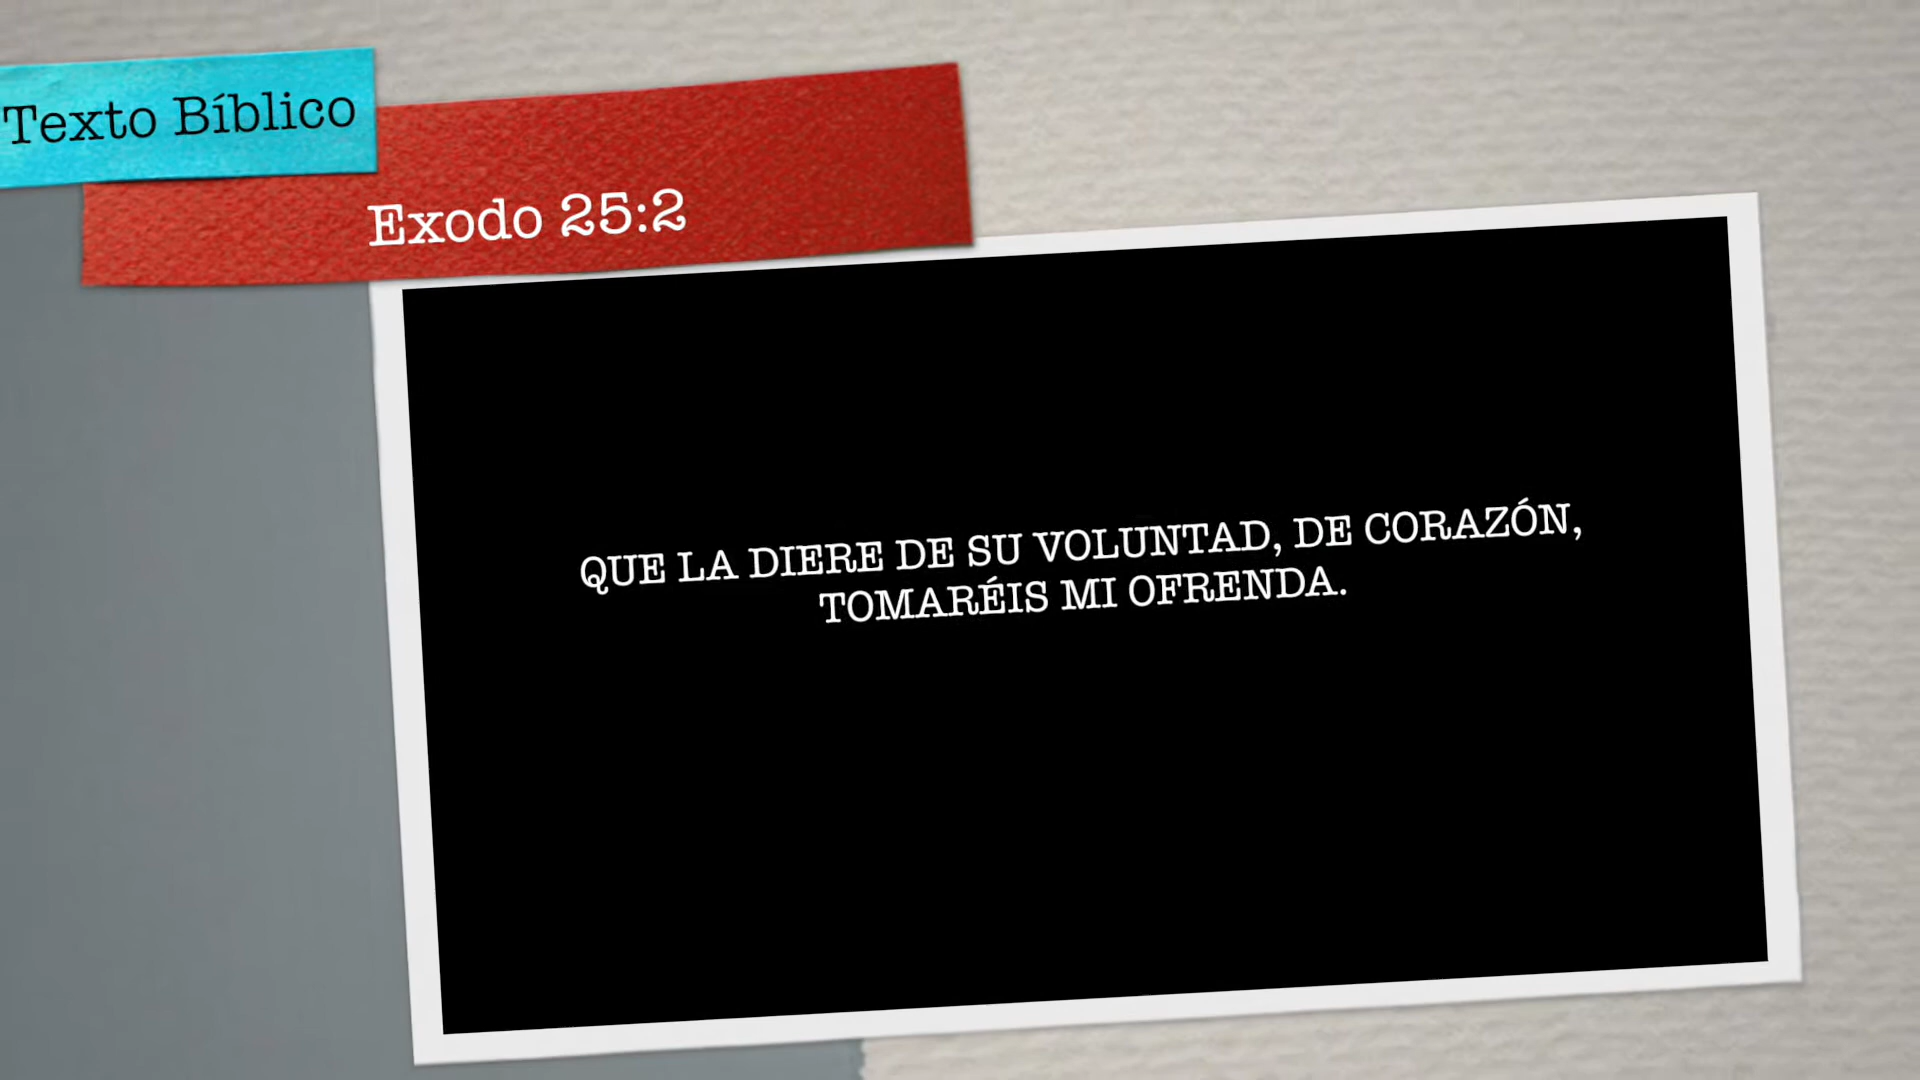 Texto Bíblico
Exodo 25:2
QUE LA DIERE DE SU VOLUNTAD, DE CORAZÓN,
TOMARÉIS MI OFRENDA.